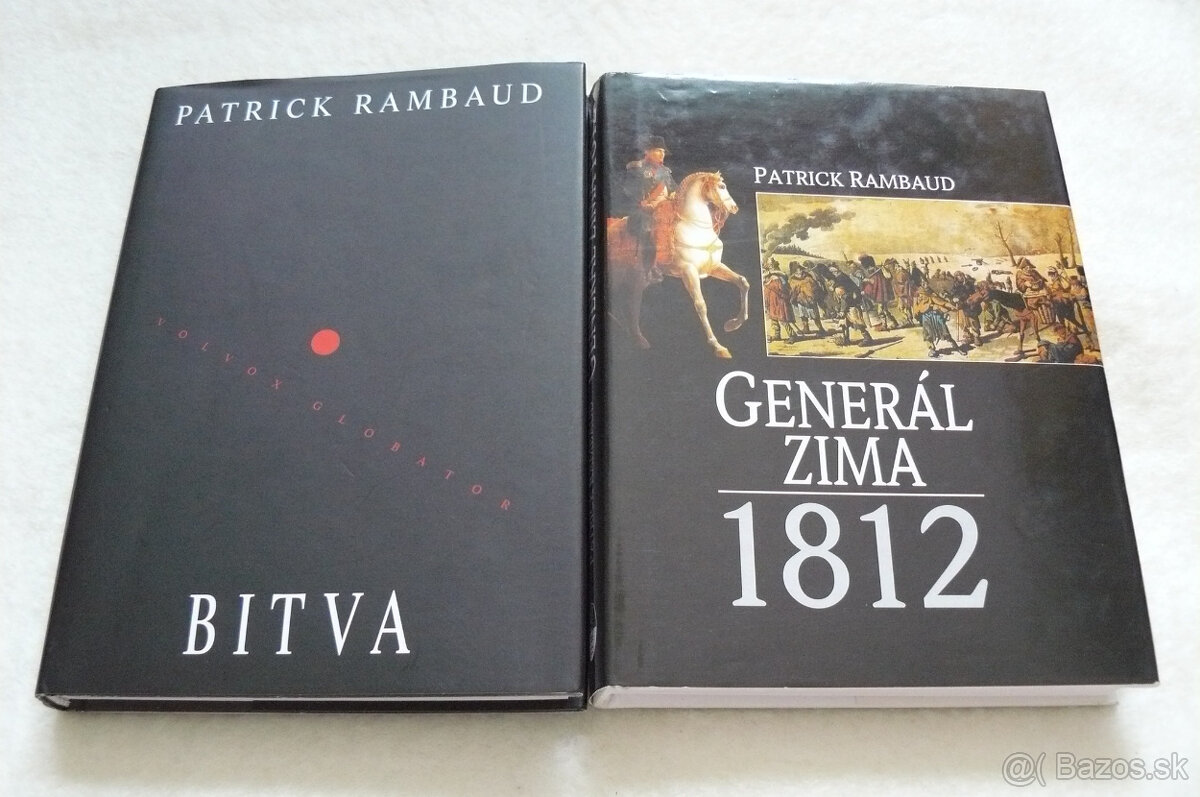 PATRICK RAMBAUD
VOLVOX GLOBATOR
BITVA
PATRICK RAMBAUD
GENERÁL
ZIMA
1812
@( Bazos.sk